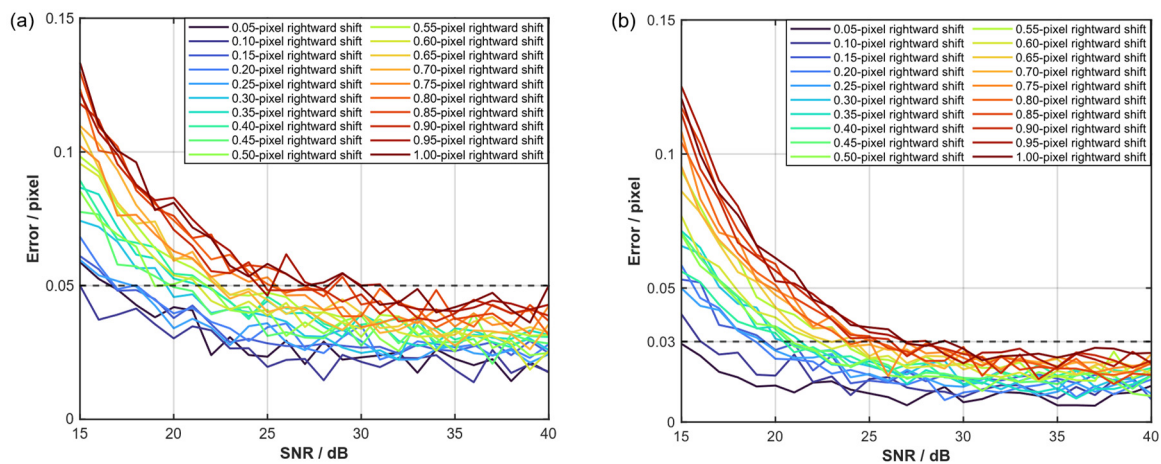 (a)
0.15
0.1
0.05
0
Error / pixel
0.05-pixel rightward shift 0.55-pixel rightward shift
0.10-pixel rightward shift 0.60-pixel rightward shift
0.15-pixel rightward shift 0.65-pixel rightward shift
0.20-pixel rightward shift 0.70-pixel rightward shift
0.25-pixel rightward shift 0.75-pixel rightward shift
0.30-pixel rightward shift 0.80-pixel rightward shift
0.35-pixel rightward shift 0.85-pixel rightward shift
0.40-pixel rightward shift 0.90-pixel rightward shift
0.45-pixel rightward shift 0.95-pixel rightward shift
0.50-pixel rightward shift 1.00-pixel rightward shift
15 20 25 30 35 40
SNR / dB
(b)
0.15
0.1
0.05
0.03
0
Error / pixel
0.05-pixel rightward shift 0.55-pixel rightward shift
0.10-pixel rightward shift 0.60-pixel rightward shift
0.15-pixel rightward shift 0.65-pixel rightward shift
0.20-pixel rightward shift 0.70-pixel rightward shift
0.25-pixel rightward shift 0.75-pixel rightward shift
0.30-pixel rightward shift 0.80-pixel rightward shift
0.35-pixel rightward shift 0.85-pixel rightward shift
0.40-pixel rightward shift 0.90-pixel rightward shift
0.45-pixel rightward shift 0.95-pixel rightward shift
0.50-pixel rightward shift 1.00-pixel rightward shift
15 20 25 30 35 40
SNR / dB